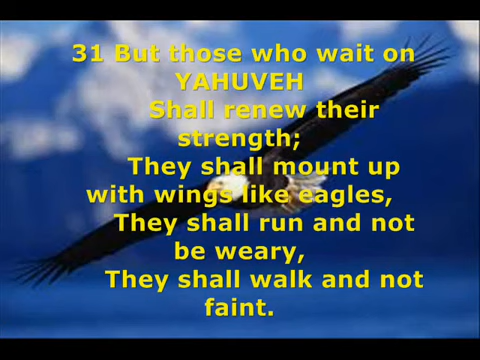 31 But those who wait on
YAHUVEH
Shall renew their
strength;
They shall mount up
with wings like eagles,
They shall run and not
be weary,
They shall walk and not
faint.